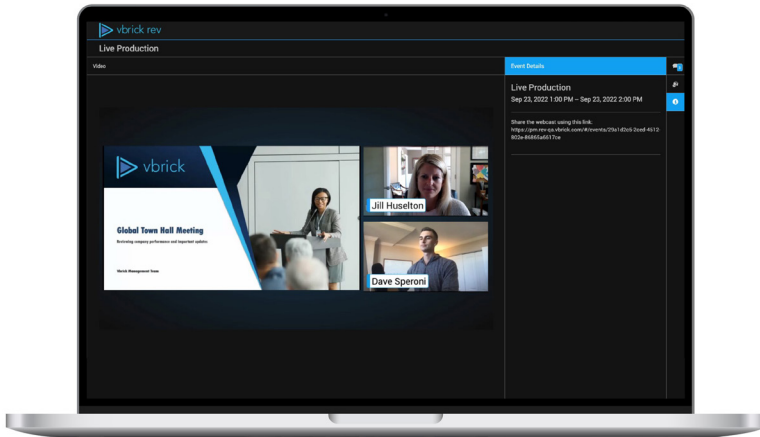 vbrick rev
Live Production
Video
Event Details
Live Production
Sep 23, 2022 1:00 PM – Sep 23, 2022 2:00 PM
Share the webcast using this link:
vbrick
Global Town Hall Meeting
Reviewing company performance and important updates
Vbrick Management Team
Jill Huselton
Dave Speroni